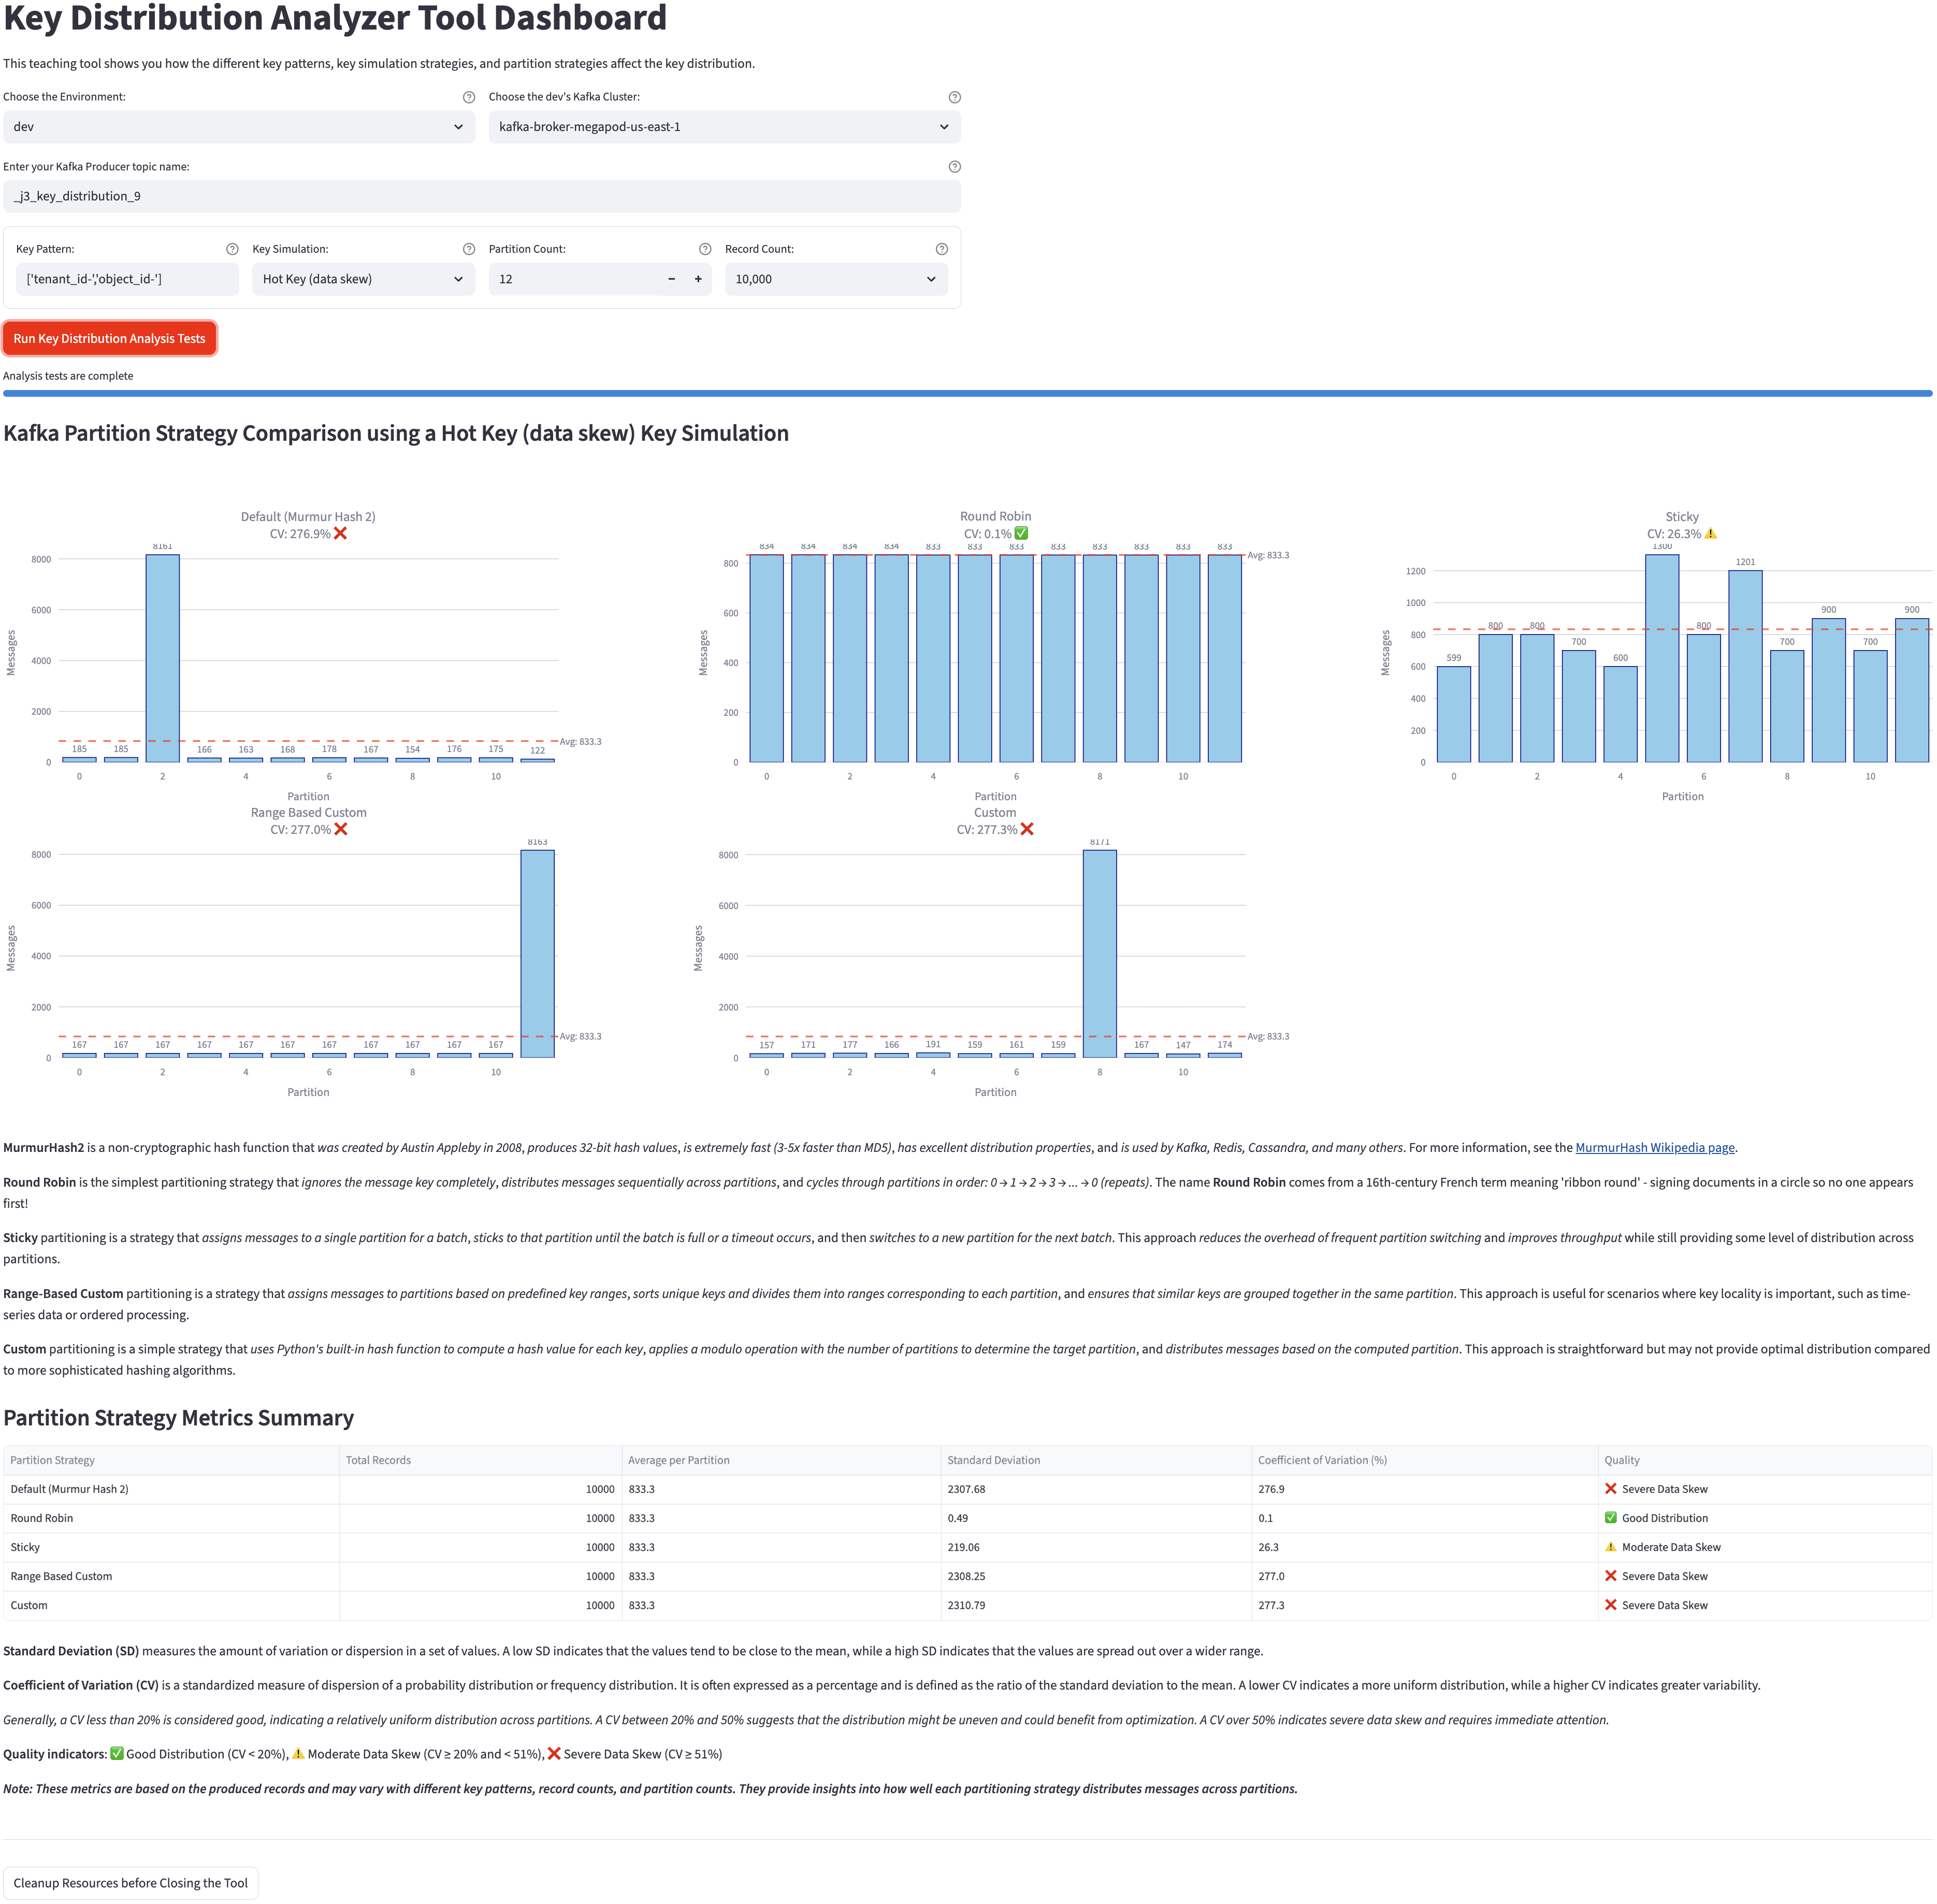 Key Distribution Analyzer Tool Dashboard
This teaching tool shows you how the different key patterns, key simulation strategies, and partition strategies affect the key distribution.
Choose the Environment:
Choose the dev's Kafka Cluster:
dev
kafka-broker-megapod-us-east-1
Enter your Kafka Producer topic name:
_j3_key_distribution_9
Key Pattern:
Key Simulation:
Partition Count:
Record Count:
['tenant_id-','object_id-']
Hot Key (data skew)
12
− +
10,000
Run Key Distribution Analysis Tests
Analysis tests are complete
Kafka Partition Strategy Comparison using a Hot Key (data skew) Key Simulation
Default (Murmur Hash 2)
CV: 276.9% ❌
8161
8000
6000
4000
2000
0
Messages
185 185 166 163 168 178 167 154 176 175 122
Avg: 833.3
0 2 4 6 8 10
Partition
Round Robin
CV: 0.1% ✅
834 834 834 834 833 833 833 833 833 833 833 833
Avg: 833.3
800
600
400
200
0
Messages
0 2 4 6 8 10
Partition
Sticky
CV: 26.3% ⚠️
1200
1000
800
600
400
200
0
Messages
599 800 800 700 600 1300 800 1201 700 900 700 900
0 2 4 6 8 10
Partition
Range Based Custom
CV: 277.0% ❌
8163
8000
6000
4000
2000
0
Messages
167 167 167 167 167 167 167 167 167 167 167
Avg: 833.3
0 2 4 6 8 10
Partition
Custom
CV: 277.3% ❌
8171
8000
6000
4000
2000
0
Messages
157 171 177 166 191 159 161 159 167 147 174
Avg: 833.3
0 2 4 6 8 10
Partition
MurmurHash2 is a non-cryptographic hash function that was created by Austin Appleby in 2008, produces 32-bit hash values, is extremely fast (3-5x faster than MD5), has excellent distribution properties, and is used by Kafka, Redis, Cassandra, and many others. For more information, see the MurmurHash Wikipedia page.
Round Robin is the simplest partitioning strategy that ignores the message key completely, distributes messages sequentially across partitions, and cycles through partitions in order: 0 → 1 → 2 → 3 → ... → 0 (repeats). The name Round Robin comes from a 16th-century French term meaning 'ribbon round' - signing documents in a circle so no one appears
first!
Sticky partitioning is a strategy that assigns messages to a single partition for a batch, sticks to that partition until the batch is full or a timeout occurs, and then switches to a new partition for the next batch. This approach reduces the overhead of frequent partition switching and improves throughput while still providing some level of distribution across
partitions.
Range-Based Custom partitioning is a strategy that assigns messages to partitions based on predefined key ranges, sorts unique keys and divides them into ranges corresponding to each partition, and ensures that similar keys are grouped together in the same partition. This approach is useful for scenarios where key locality is important, such as time-
series data or ordered processing.
Custom partitioning is a simple strategy that uses Python's built-in hash function to compute a hash value for each key, applies a modulo operation with the number of partitions to determine the target partition, and distributes messages based on the computed partition. This approach is straightforward but may not provide optimal distribution compared
to more sophisticated hashing algorithms.
Partition Strategy Metrics Summary
Partition Strategy Total Records Average per Partition Standard Deviation Coefficient of Variation (%) Quality
Default (Murmur Hash 2) 10000 833.3 2307.68 276.9 ❌ Severe Data Skew
Round Robin 10000 833.3 0.49 0.1 ✅ Good Distribution
Sticky 10000 833.3 219.06 26.3 ⚠️ Moderate Data Skew
Range Based Custom 10000 833.3 2308.25 277.0 ❌ Severe Data Skew
Custom 10000 833.3 2310.79 277.3 ❌ Severe Data Skew
Standard Deviation (SD) measures the amount of variation or dispersion in a set of values. A low SD indicates that the values tend to be close to the mean, while a high SD indicates that the values are spread out over a wider range.
Coefficient of Variation (CV) is a standardized measure of dispersion of a probability distribution or frequency distribution. It is often expressed as a percentage and is defined as the ratio of the standard deviation to the mean. A lower CV indicates a more uniform distribution, while a higher CV indicates greater variability.
Generally, a CV less than 20% is considered good, indicating a relatively uniform distribution across partitions. A CV between 20% and 50% suggests that the distribution might be uneven and could benefit from optimization. A CV over 50% indicates severe data skew and requires immediate attention.
Quality indicators: ✅ Good Distribution (CV < 20%), ⚠️ Moderate Data Skew (CV ≥ 20% and < 51%), ❌ Severe Data Skew (CV ≥ 51%)
Note: These metrics are based on the produced records and may vary with different key patterns, record counts, and partition counts. They provide insights into how well each partitioning strategy distributes messages across partitions.
Cleanup Resources before Closing the Tool